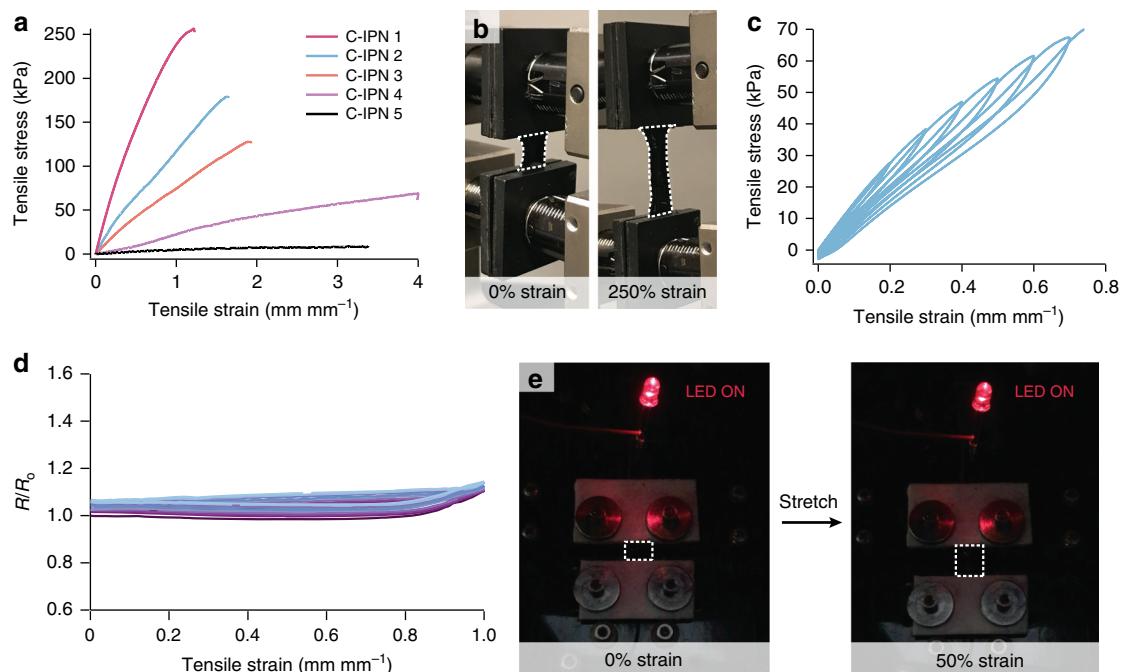 a
250
200
150
100
50
0
0
1
2
3
4
Tensile stress (kPa)
Tensile strain (mm mm⁻¹)
C-IPN 1
C-IPN 2
C-IPN 3
C-IPN 4
C-IPN 5
b
0% strain
250% strain
c
70
60
50
40
30
20
10
0
0.0
0.2
0.4
0.6
0.8
Tensile stress (kPa)
Tensile strain (mm mm⁻¹)
d
1.6
1.4
1.2
1.0
0.8
0.6
0
0.2
0.4
0.6
0.8
1.0
R/Ro
Tensile strain (mm mm⁻¹)
e
LED ON
0% strain
Stretch
LED ON
50% strain